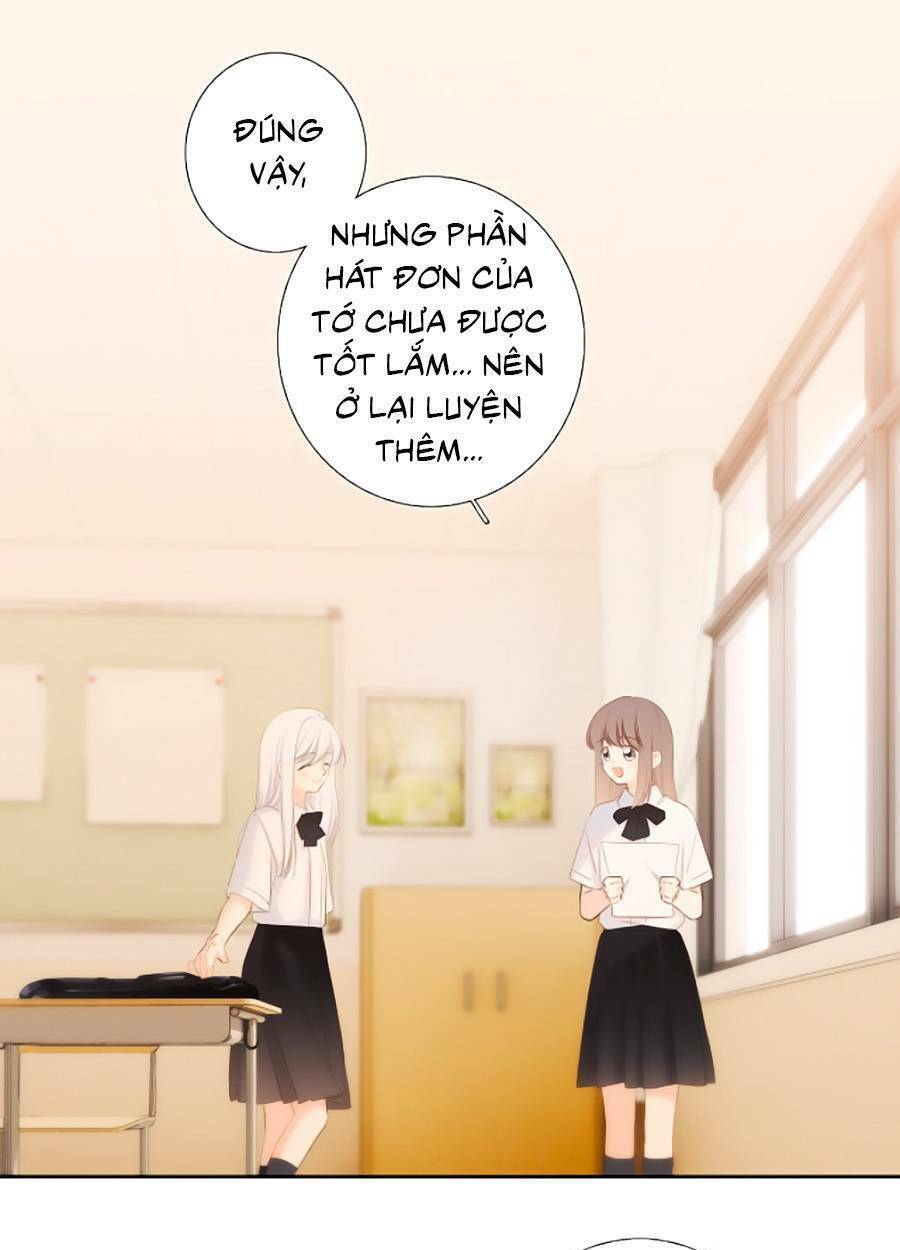 ĐÚNG
VẬY,
NHƯNG PHẦN
HÁT ĐƠN CỦA
TỚ CHƯA ĐƯỢC
TỐT LẮM... NÊN
Ở LẠI LUYỆN
THÊM...